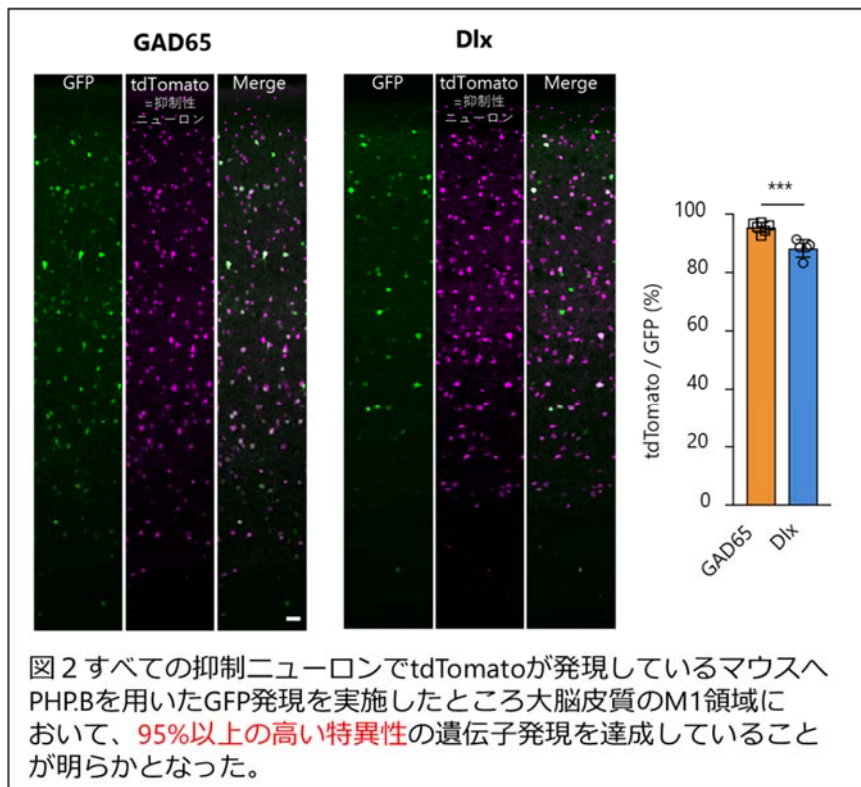 GAD65
Dlx
GFP
tdTomato
=抑制性
ニューロン
Merge
GFP
tdTomato
=抑制性
ニューロン
Merge
***
100
80
60
40
20
0
tdTomato / GFP (%)
GAD65
Dlx
図２すべての抑制ニューロンでtdTomatoが発現しているマウスへ
PHP.Bを用いたGFP発現を実施したところ大脳皮質のM1領域に
おいて、95%以上の高い特異性の遺伝子発現を達成していること
が明らかとなった。